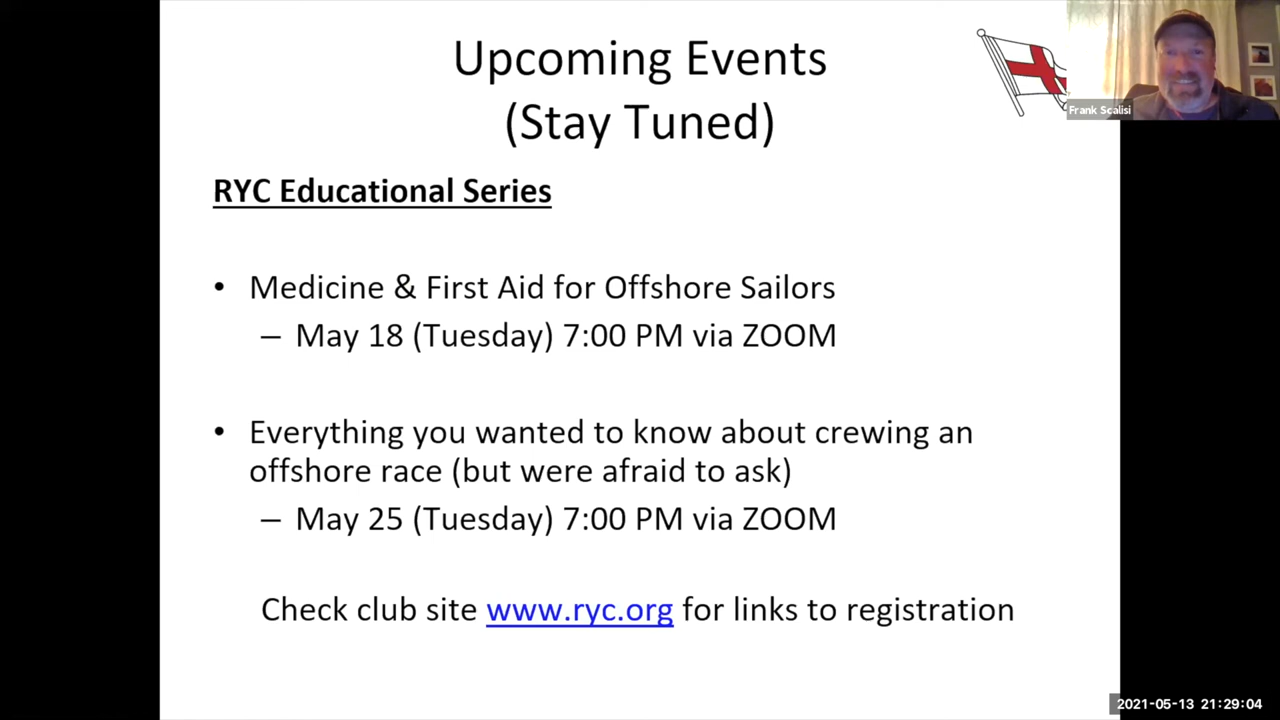 Upcoming Events
(Stay Tuned)
Frank Scalisi
RYC Educational Series
• Medicine & First Aid for Offshore Sailors
– May 18 (Tuesday) 7:00 PM via ZOOM
• Everything you wanted to know about crewing an
offshore race (but were afraid to ask)
– May 25 (Tuesday) 7:00 PM via ZOOM
Check club site www.ryc.org for links to registration
2021-05-13 21:29:04